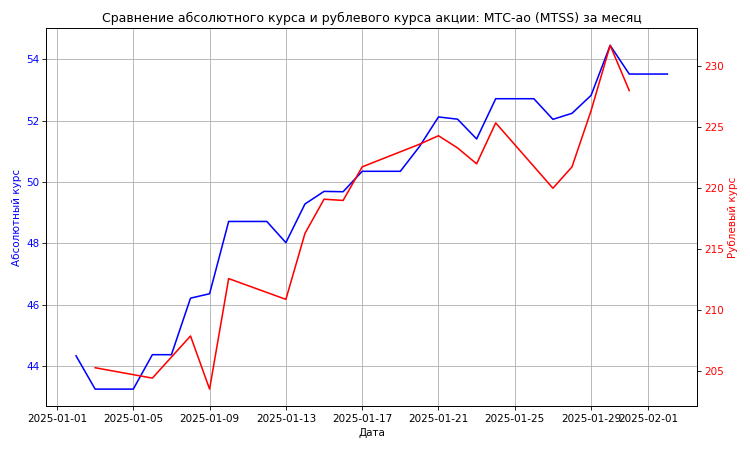 Сравнение абсолютного курса и рублевого курса акции: МТС-ао (MTSS) за месяц
Абсолютный курс
54
52
50
48
46
44
230
225
220
215
210
205
Рублевый курс
2025-01-01 2025-01-05 2025-01-09 2025-01-13 2025-01-17 2025-01-21 2025-01-25 2025-01-29 2025-02-01
Дата